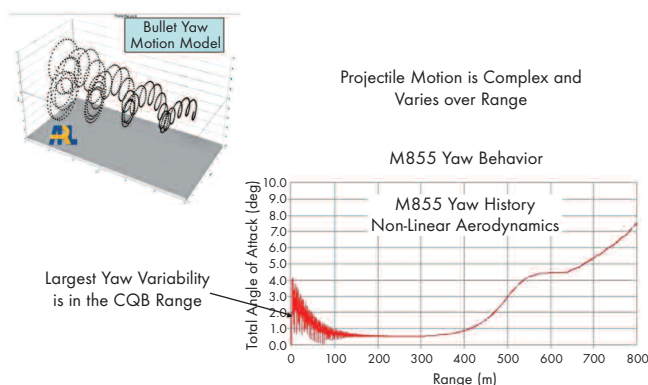 Bullet Yaw
Motion Model
ARL
Projectile Motion is Complex and
Varies over Range
M855 Yaw Behavior
Total Angle of Attack (deg)
10.0
9.0
8.0
7.0
6.0
5.0
4.0
3.0
2.0
1.0
0.0
M855 Yaw History
Non-Linear Aerodynamics
Largest Yaw Variability
is in the CQB Range
0 100 200 300 400 500 600 700 800
Range (m)